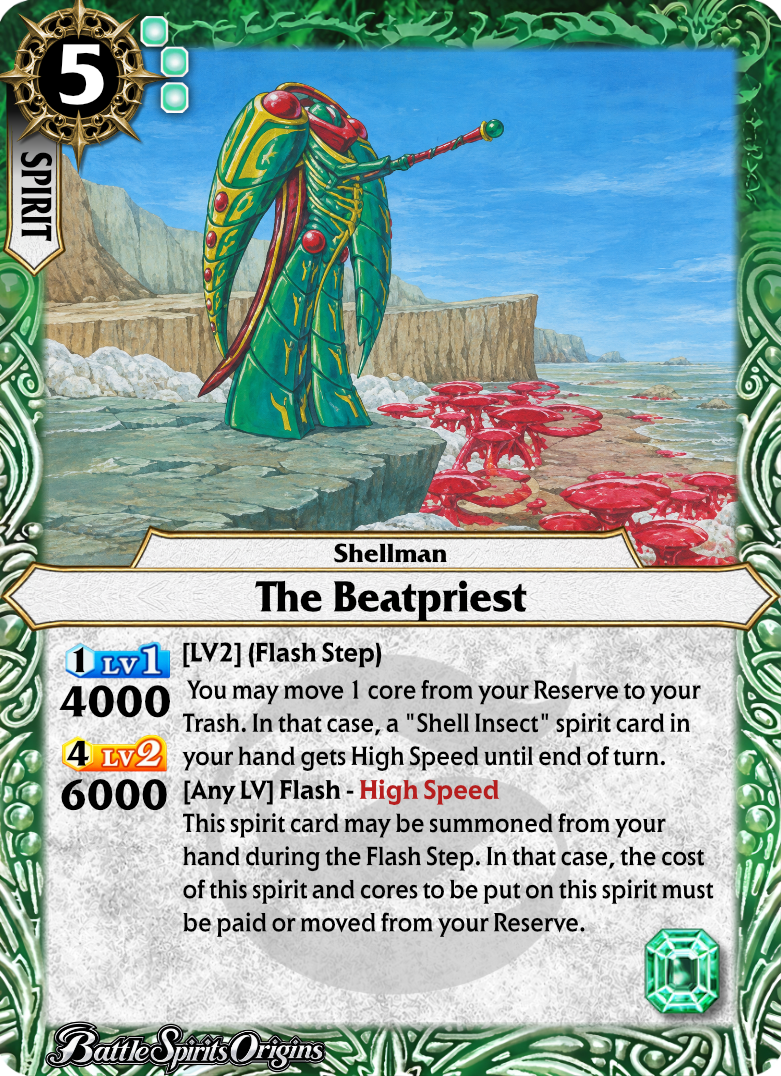 5
SPIRIT
Shellman
The Beatpriest
1 LV1
4000
4 LV2
6000
[LV2] (Flash Step)
You may move 1 core from your Reserve to your
Trash. In that case, a "Shell Insect" spirit card in
your hand gets High Speed until end of turn.
[Any LV] Flash - High Speed
This spirit card may be summoned from your
hand during the Flash Step. In that case, the cost
of this spirit and cores to be put on this spirit must
be paid or moved from your Reserve.
Battle Spirits Origins